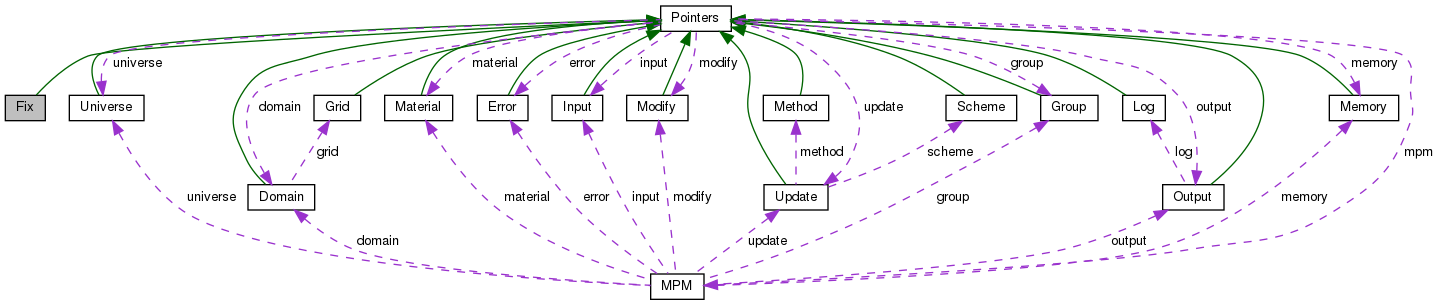 Pointers
universe
material
error
input
modify
group
memory
domain
update
output
mpm
Fix
Universe
Grid
Material
Error
Input
Modify
Method
Scheme
Group
Log
Memory
grid
method
scheme
log
Domain
Update
Output
universe
material
error
input
modify
group
memory
domain
update
output
MPM